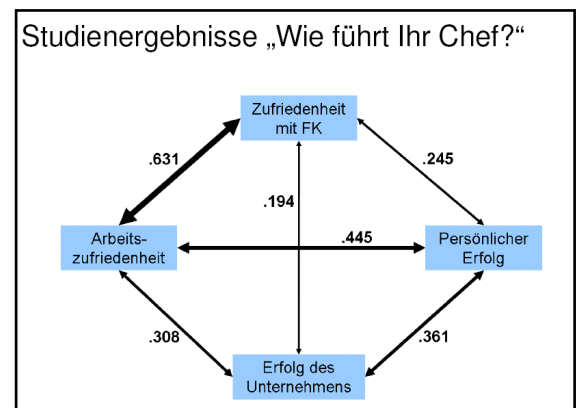 Studienergebnisse „Wie führt Ihr Chef?“
Zufriedenheit
mit FK
.631
.245
.194
Arbeits-
zufriedenheit
.445
Persönlicher
Erfolg
.308
.361
Erfolg des
Unternehmens